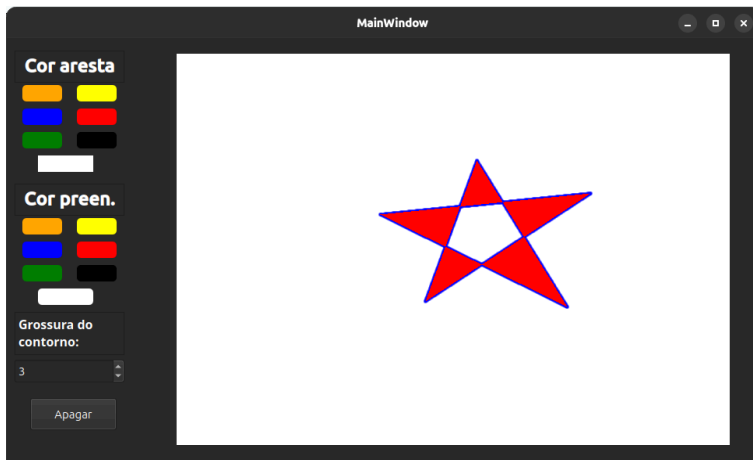 MainWindow
Cor aresta
Cor preen.
Grossura do
contorno:
3
Apagar